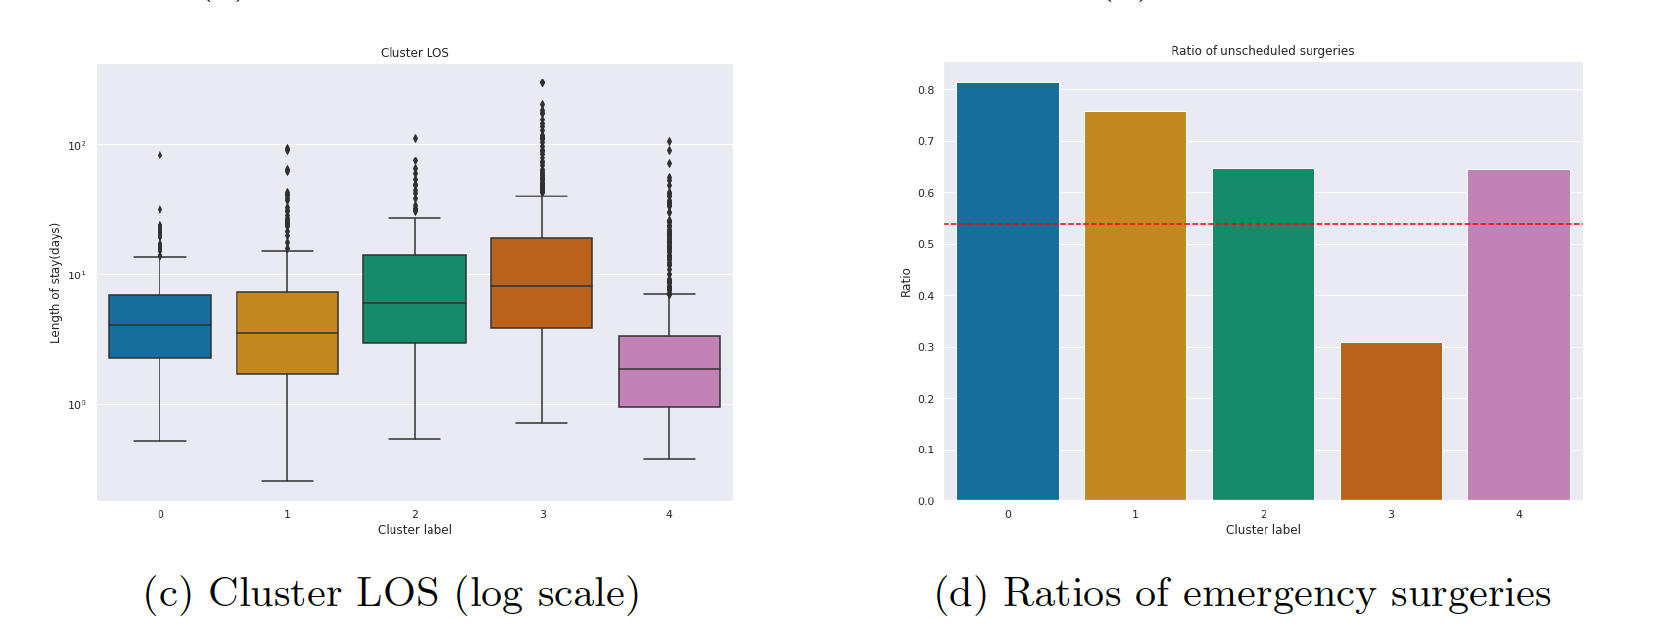 Cluster LOS
Length of stay(days)
10²
10¹
10⁰
0 1 2 3 4
Cluster label
(c) Cluster LOS (log scale)
Ratio of unscheduled surgeries
Ratio
0.8
0.7
0.6
0.5
0.4
0.3
0.2
0.1
0.0
0 1 2 3 4
Cluster label
(d) Ratios of emergency surgeries